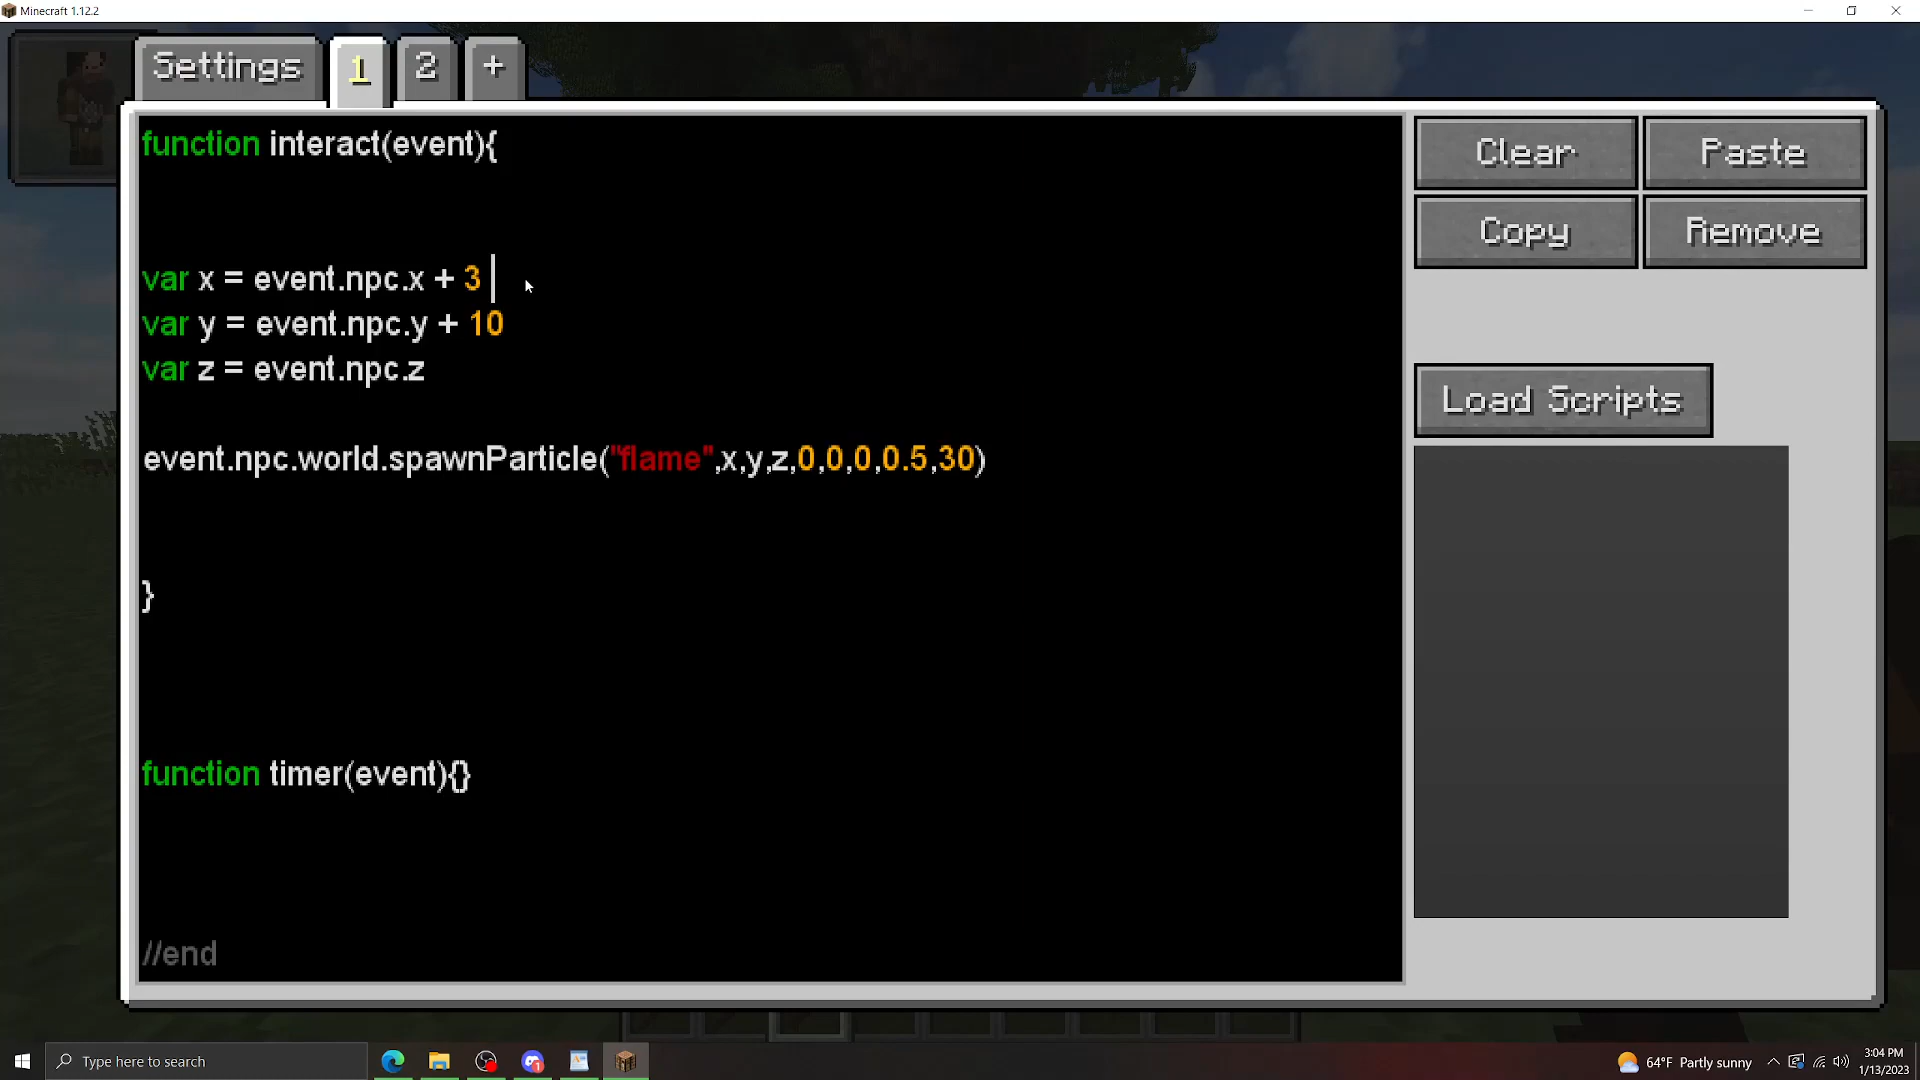 Minecraft 1.12.2
Settings 1 2 +
function interact(event){
Clear Paste
Copy Remove
var x = event.npc.x + 3
var y = event.npc.y + 10
var z = event.npc.z
Load Scripts
event.npc.world.spawnParticle("flame",x,y,z,0,0,0,0.5,30)
}
function timer(event){}
//end
Type here to search
64°F Partly sunny
3:04 PM
1/13/2023